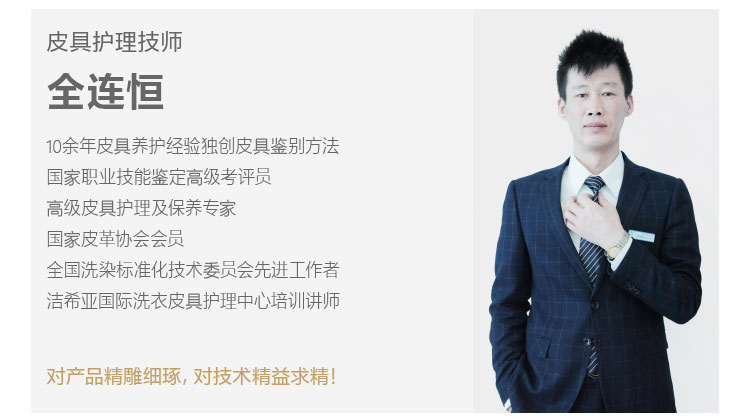 皮具护理技师
全连恒
10余年皮具养护经验独创皮具鉴别方法
国家职业技能鉴定高级考评员
高级皮具护理及保养专家
国家皮革协会会员
全国洗染标准化技术委员会先进工作者
洁希亚国际洗衣皮具护理中心培训讲师
对产品精雕细琢,对技术精益求精!